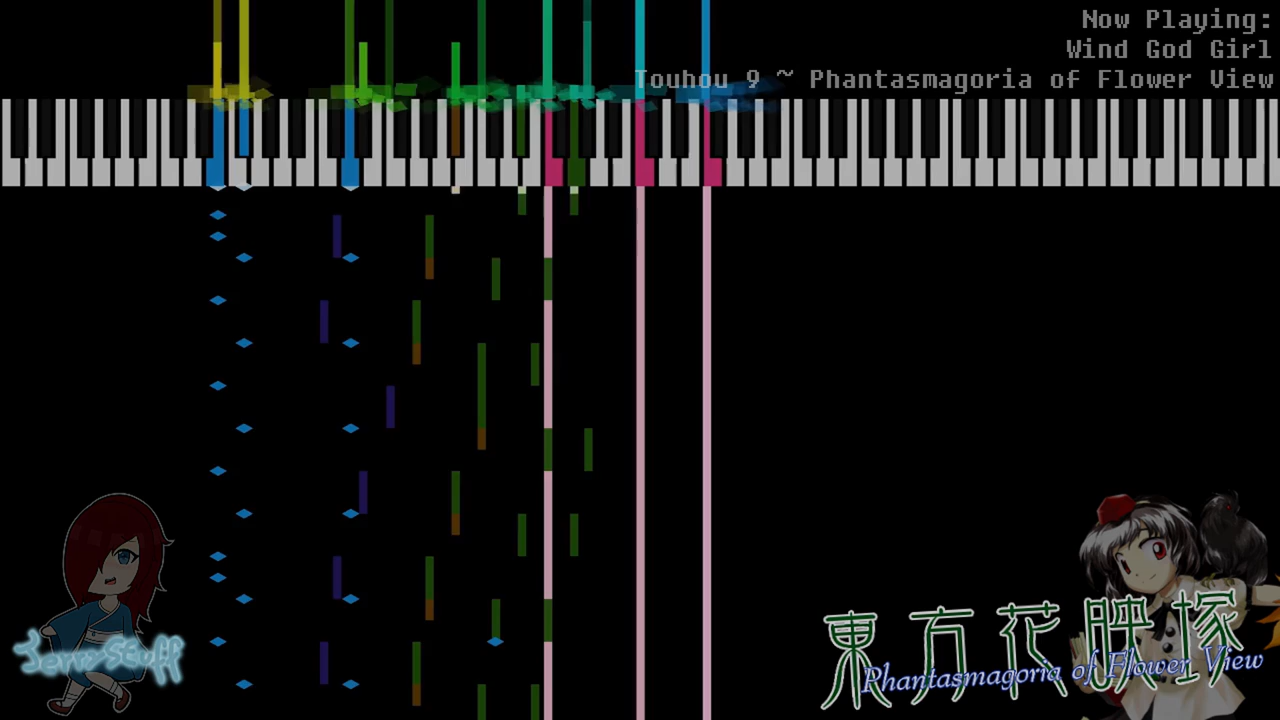 Now Playing:
Wind God Girl
Touhou 9 ~ Phantasmagoria of Flower View
東方花映塚
Phantasmagoria of Flower View
JerryStuff